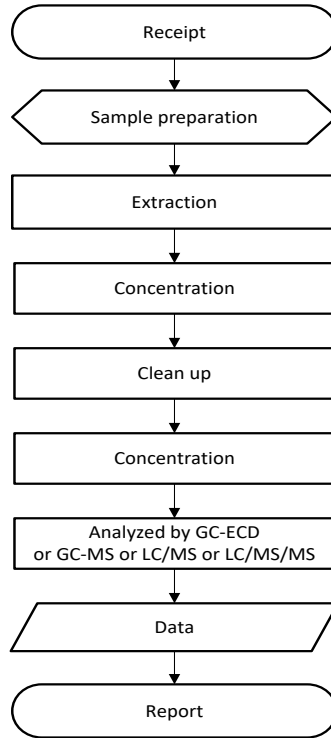 Receipt
Sample preparation
Extraction
Concentration
Clean up
Concentration
Analyzed by GC-ECD
or GC-MS or LC/MS or LC/MS/MS
Data
Report